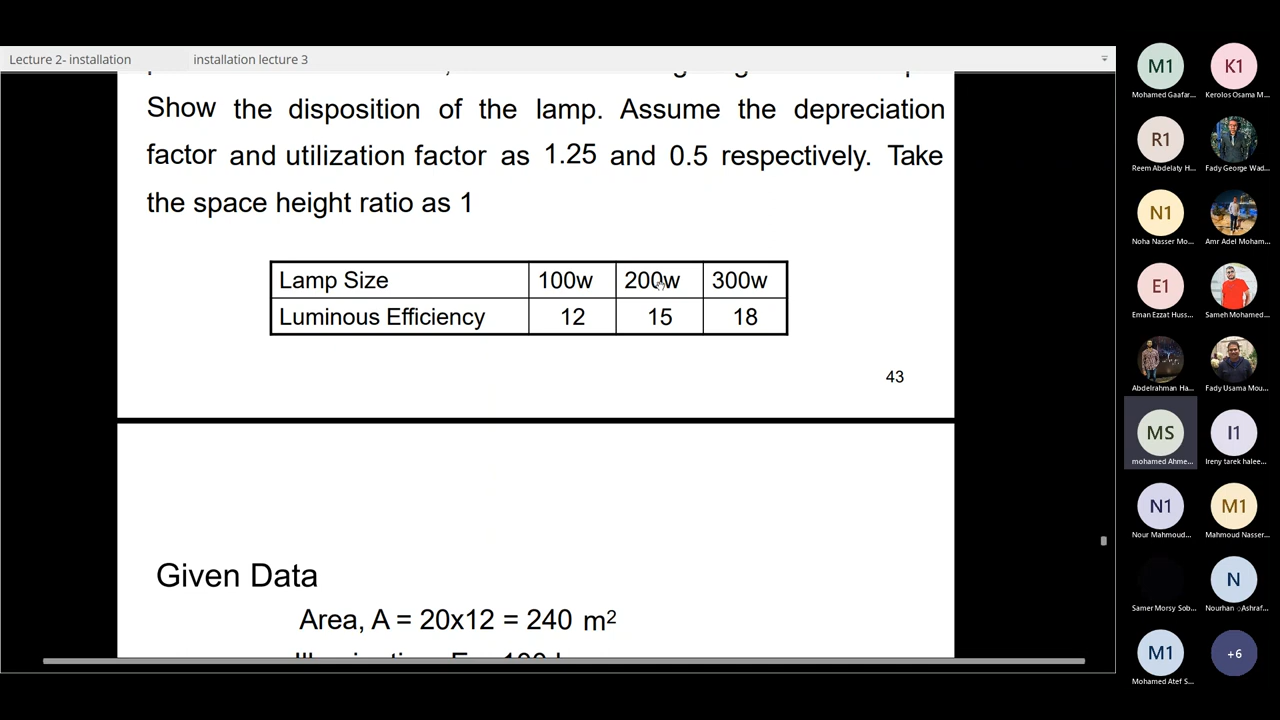 Lecture 2- installation
installation lecture 3
Show the disposition of the lamp. Assume the depreciation
factor and utilization factor as 1.25 and 0.5 respectively. Take
the space height ratio as 1
Lamp Size 100w 200w 300w
Luminous Efficiency 12 15 18
43
Given Data
Area, A = 20x12 = 240 m²
M1 K1
Mohamed Gaafar... Kerolos Osama M...
R1
Reem Abdelaty H... Fady George Wad...
N1
Noha Nasser Mo... Amr Adel Moham...
E1
Eman Ezzat Huss... Sameh Mohamed...
Abdelrahman Ha... Fady Usama Mou...
MS I1
mohamed Ahme... Ireny tarek halee...
N1 M1
Nour Mahmoud... Mahmoud Nasser...
N
Samer Morsy Sob... Nourhan Ashraf...
M1 +6
Mohamed Atef S...